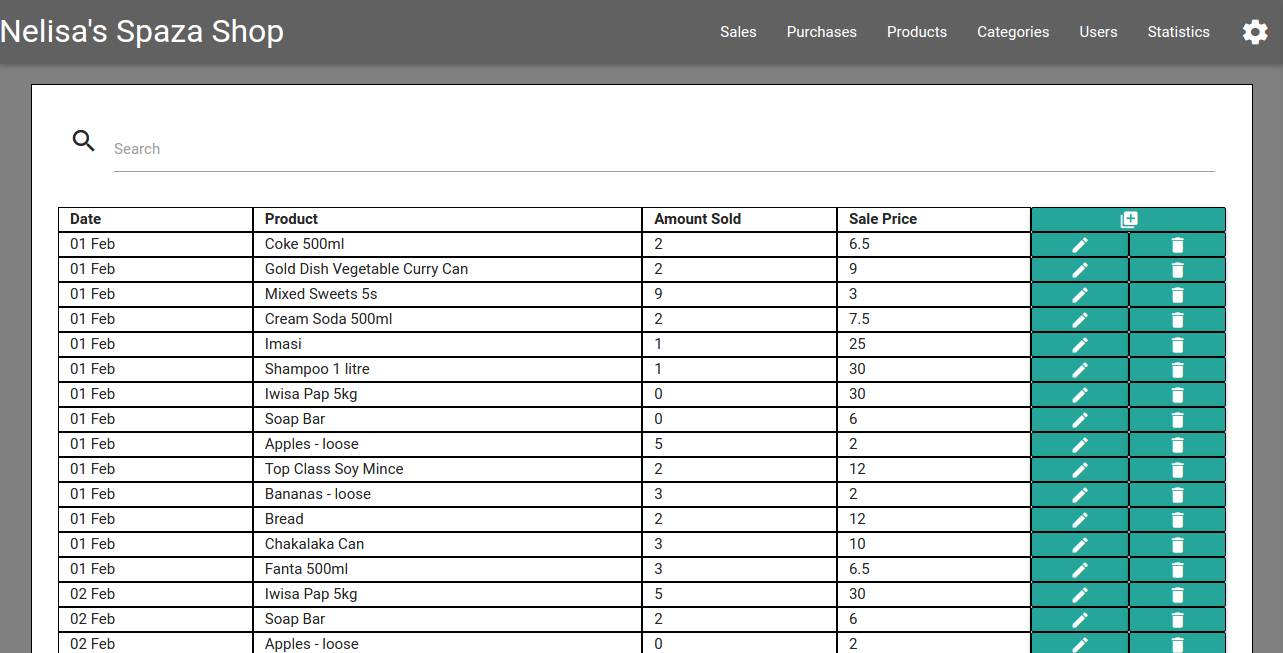 Nelisa's Spaza Shop Sales Purchases Products Categories Users Statistics
Search
Date Product Amount Sold Sale Price
01 Feb Coke 500ml 2 6.5
01 Feb Gold Dish Vegetable Curry Can 2 9
01 Feb Mixed Sweets 5s 9 3
01 Feb Cream Soda 500ml 2 7.5
01 Feb Imasi 1 25
01 Feb Shampoo 1 litre 1 30
01 Feb Iwisa Pap 5kg 0 30
01 Feb Soap Bar 0 6
01 Feb Apples - loose 5 2
01 Feb Top Class Soy Mince 2 12
01 Feb Bananas - loose 3 2
01 Feb Bread 2 12
01 Feb Chakalaka Can 3 10
01 Feb Fanta 500ml 3 6.5
02 Feb Iwisa Pap 5kg 5 30
02 Feb Soap Bar 2 6
02 Feb Apples - loose 0 2